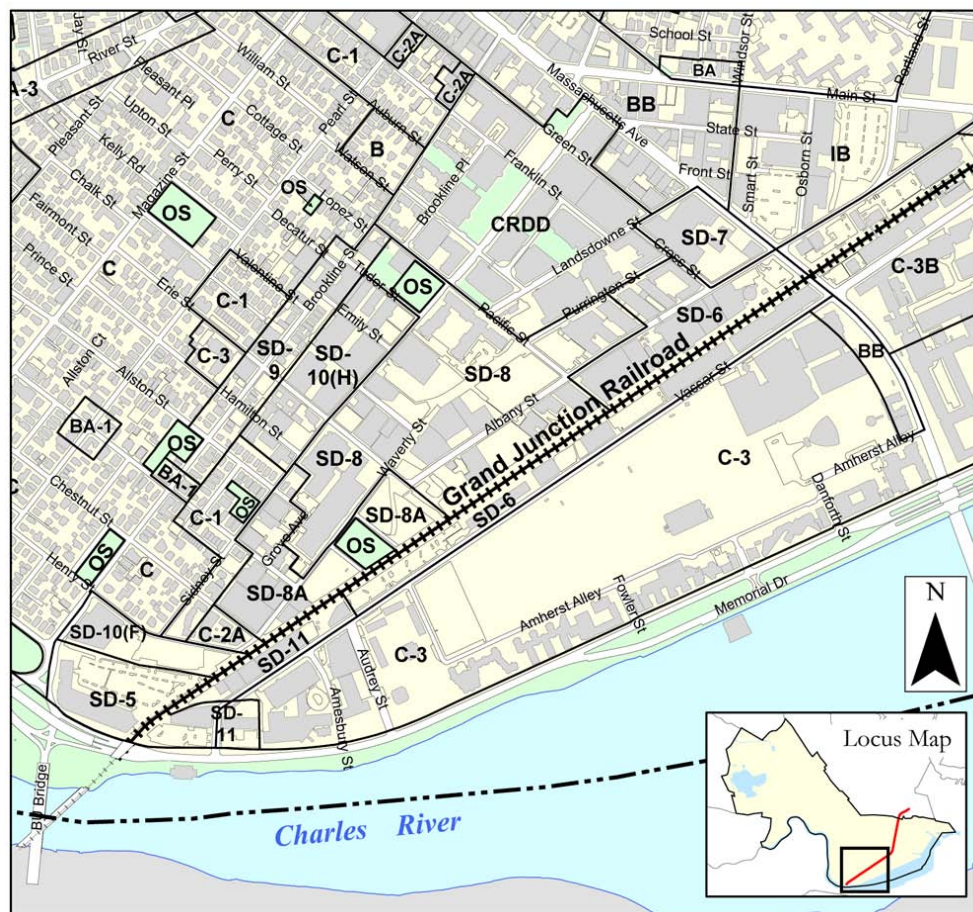 Jay St
River St
A-3
Pleasant Pl
William St
C-1
C-2A
C-2A
School St
Windsor St
Portland St
BA
Main St
Massachusetts Ave
BB
State St
Pleasant St
Upton St
C
Cottage St
Pearl St
Auburn St
B
Watson St
Green St
Franklin St
Brookline Pl
Front St
Smart St
Osborn St
IB
Kelly Rd
Chalk St
Magazine St
Perry St
OS
Lopez St
OS
Decatur St
Fairmont St
Prince St
C
Erie St
Valentine St
C-1
Brookline S
Tudor St
OS
CRDD
Landsdowne St
Cross St
SD-7
Purrington St
Pacific St
C-3B
SD-6
Emily St
SD-
10(H)
SD-
9
C-3
SD-8
Allston Ct
Allston St
Hamilton St
Albany St
Grand Junction Railroad
Vassar St
BB
BA-1
OS
BA-1
SD-8
Waverly St
C-3
Amherst Alley
Danforth St
SD-6
SD-8A
OS
C-1
OS
Chestnut St
Henry St
OS
C
Sidney St
Grove Ave
SD-8A
C-2A
SD-10(F)
SD-11
C-3
Audrey St
Amesbury St
Amherst Alley
Fowler St
Memorial Dr
SD-5
SD-
11
C
BU Bridge
Charles River
N
Locus Map